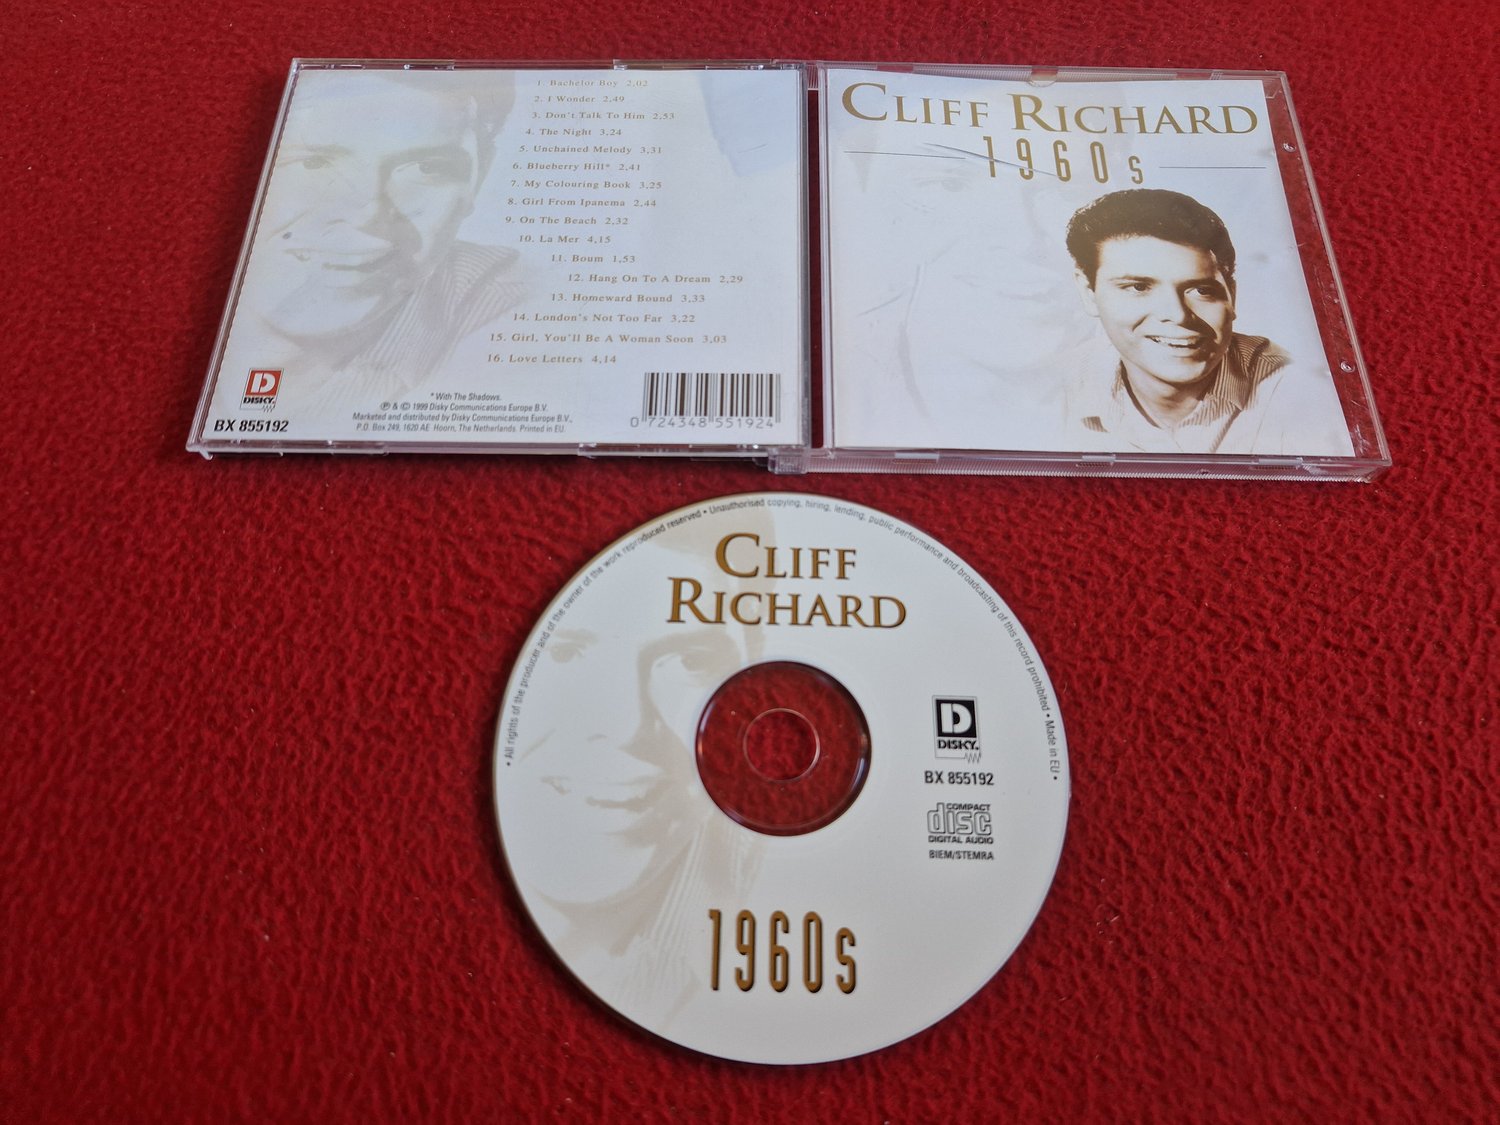 1. Bachelor Boy 2,02
2. I Wonder 2,49
3. Don't Talk To Him 2,53
4. The Night 3,24
5. Unchained Melody 3,31
6. Blueberry Hill* 2,41
7. My Colouring Book 3,25
8. Girl From Ipanema 2,44
9. On The Beach 2,32
10. La Mer 4,15
11. Boum 1,53
12. Hang On To A Dream 2,29
13. Homeward Bound 3,33
14. London's Not Too Far 3,22
15. Girl, You'll Be A Woman Soon 3,03
16. Love Letters 4,14
D
DISKY.
BX 855192
* With The Shadows.
℗ & © 1999 Disky Communications Europe B.V.
Marketed and distributed by Disky Communications Europe B.V.,
P.O. Box 249, 1620 AE Hoorn, The Netherlands. Printed in EU.
0 724348 551924
CLIFF RICHARD
1960s
• All rights of the producer and of the owner of the work reproduced reserved • Unauthorised copying, hiring, lending, public performance and broadcasting of this record prohibited • Made in EU •
CLIFF
RICHARD
D
DISKY.
BX 855192
COMPACT
disc
DIGITAL AUDIO
BIEM/STEMRA
1960s